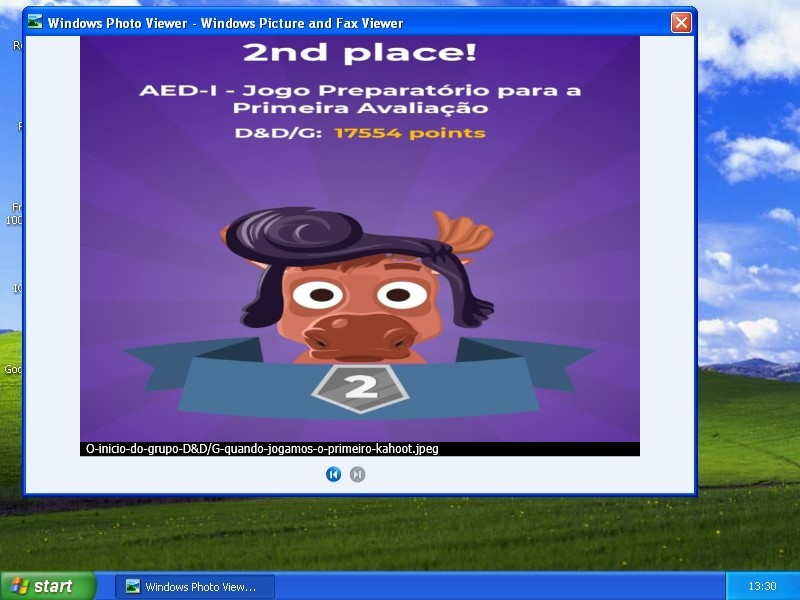 Windows Photo Viewer - Windows Picture and Fax Viewer
2nd place!
AED-I - Jogo Preparatório para a
Primeira Avaliação
D&D/G: 17554 points
2
O-inicio-do-grupo-D&D/G-quando-jogamos-o-primeiro-kahoot.jpeg
start
Windows Photo View...
13:30